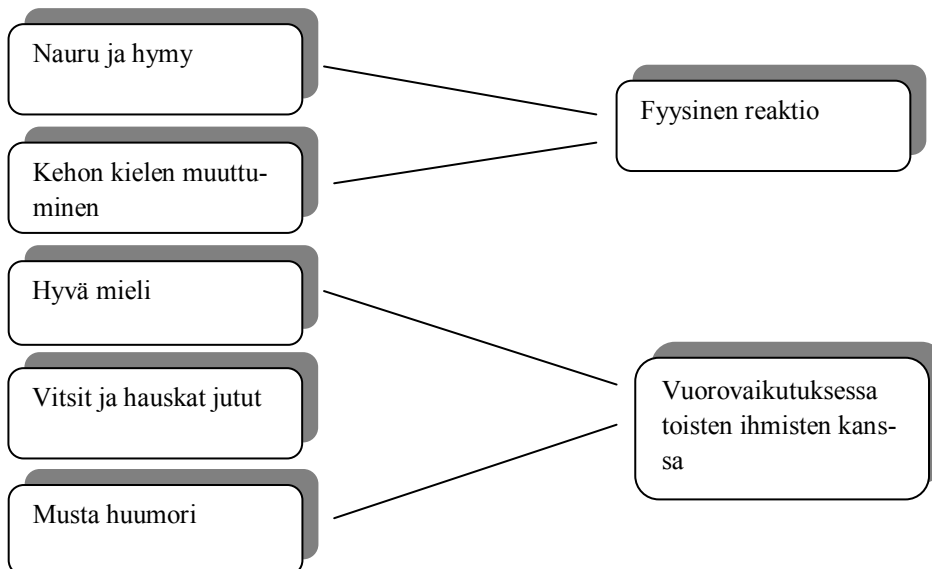 Nauru ja hymy
Fyysinen reaktio
Kehon kielen muuttu-
minen
Hyvä mieli
Vitsit ja hauskat jutut
Vuorovaikutuksessa
toisten ihmisten kans-
sa
Musta huumori